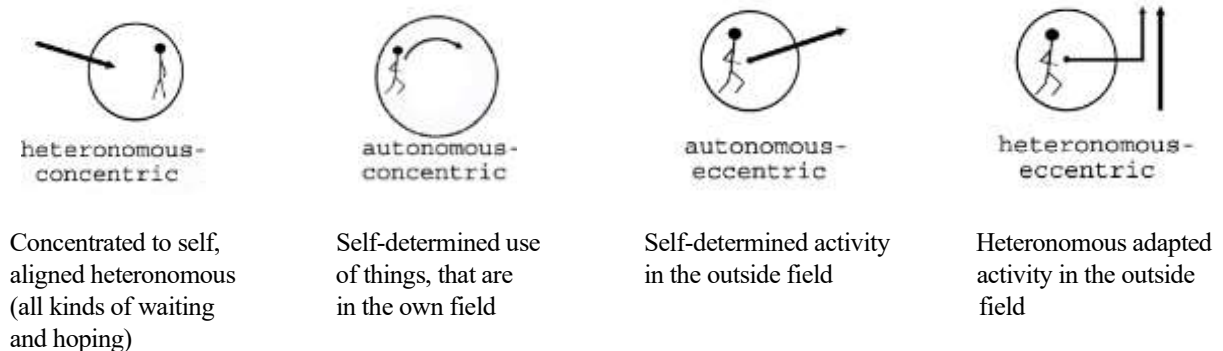 heteronomous-
concentric
autonomous-
concentric
autonomous-
eccentric
heteronomous-
eccentric
Concentrated to self,
aligned heteronomous
(all kinds of waiting
and hoping)
Self-determined use
of things, that are
in the own field
Self-determined activity
in the outside field
Heteronomous adapted
activity in the outside
field